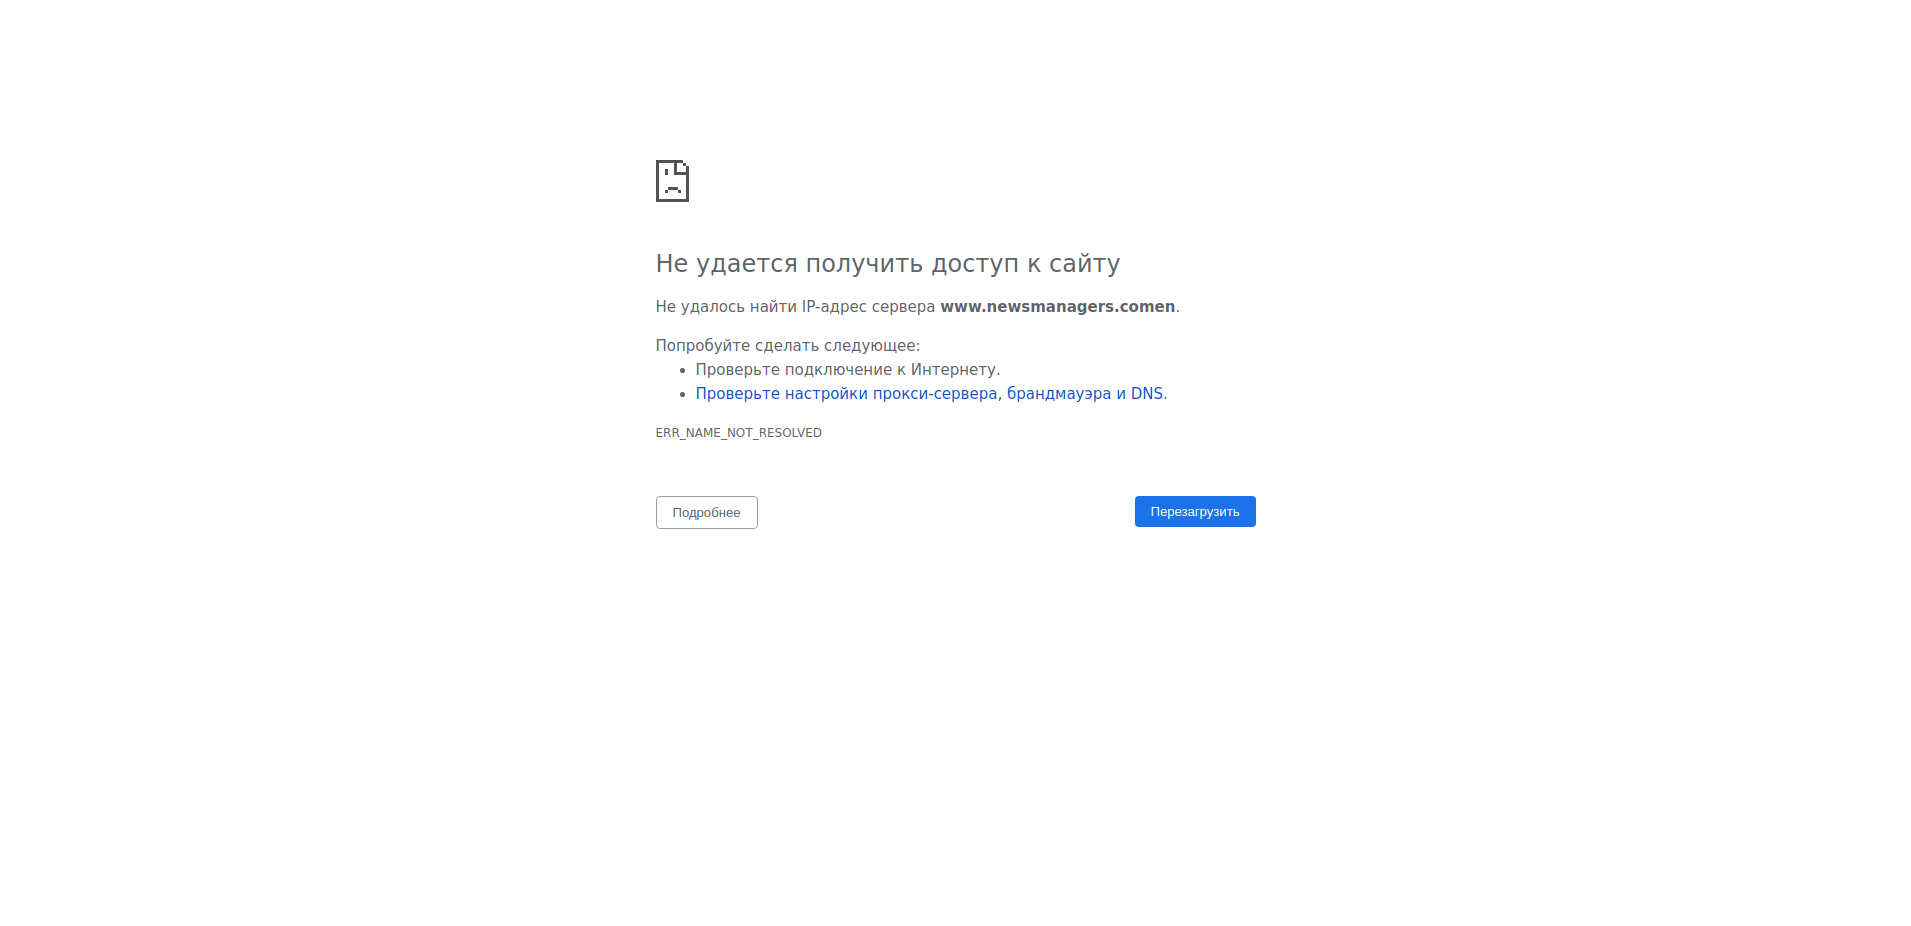 Не удается получить доступ к сайту
Не удалось найти IP-адрес сервера www.newsmanagers.comen.
Попробуйте сделать следующее:
Проверьте подключение к Интернету.
Проверьте настройки прокси-сервера, брандмауэра и DNS.
ERR_NAME_NOT_RESOLVED
Подробнее
Перезагрузить